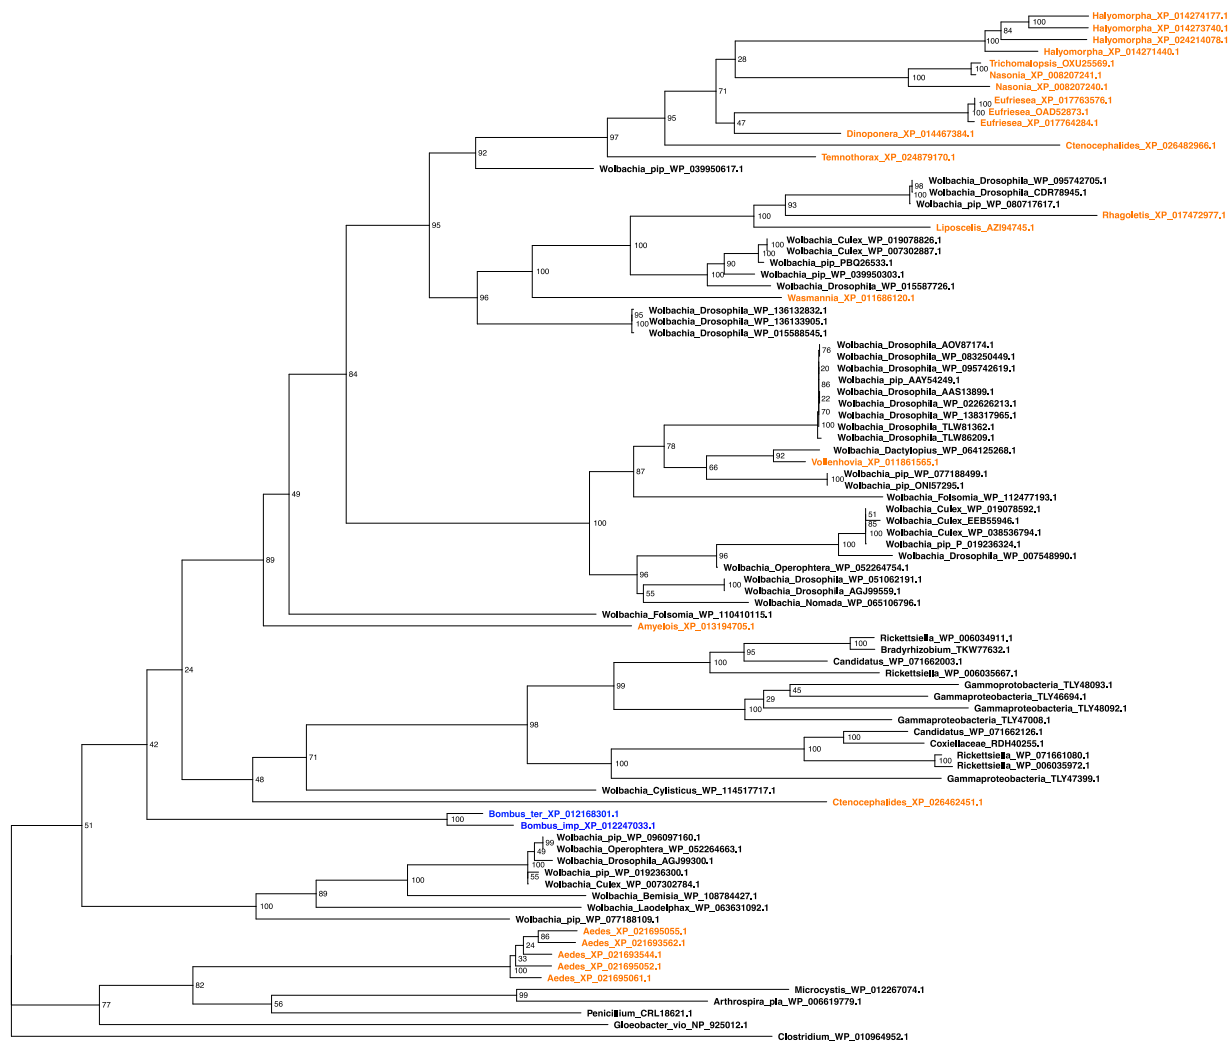 Halyomorpha_XP_014274177.1
100
Halyomorpha_XP_014273740.1
84
Halyomorpha_XP_024214078.1
100
Halyomorpha_XP_014271440.1
28
Trichomalopsis_OXU25569.1
100
Nasonia_XP_008207241.1
100
Nasonia_XP_008207240.1
71
Eufriesea_XP_017763576.1
100
Eufriesea_OAD52873.1
100
Eufriesea_XP_017764284.1
95
47
Dinoponera_XP_014467384.1
97
Ctenocephalides_XP_026482966.1
92
Temnothorax_XP_024879170.1
Wolbachia_pip_WP_039950617.1
Wolbachia_Drosophila_WP_095742705.1
98
Wolbachia_Drosophila_CDR78945.1
100
Wolbachia_pip_WP_080717617.1
93
Rhagoletis_XP_017472977.1
100
95
Liposcelis_AZI94745.1
Wolbachia_Culex_WP_019078826.1
100
100
Wolbachia_Culex_WP_007302887.1
100
Wolbachia_pip_PBQ26533.1
90
100
Wolbachia_pip_WP_039950303.1
100
Wolbachia_Drosophila_WP_015587726.1
96
Wasmannia_XP_011686120.1
Wolbachia_Drosophila_WP_136132832.1
95
Wolbachia_Drosophila_WP_136133905.1
100
Wolbachia_Drosophila_WP_015588545.1
84
Wolbachia_Drosophila_AOV87174.1
76
Wolbachia_Drosophila_WP_083250449.1
20
Wolbachia_Drosophila_WP_095742619.1
86
Wolbachia_pip_AAY54249.1
Wolbachia_Drosophila_AAS13899.1
22
Wolbachia_Drosophila_WP_022626213.1
70
Wolbachia_Drosophila_WP_138317965.1
100
Wolbachia_Drosophila_TLW81362.1
Wolbachia_Drosophila_TLW86209.1
78
Wolbachia_Dactylopius_WP_064125268.1
92
Vollenhovia_XP_011861565.1
66
87
Wolbachia_pip_WP_077188499.1
100
Wolbachia_pip_ONI57295.1
49
Wolbachia_Folsomia_WP_112477193.1
Wolbachia_Culex_WP_019078592.1
51
Wolbachia_Culex_EEB55946.1
85
100
Wolbachia_Culex_WP_038536794.1
100
100
Wolbachia_pip_P_019236324.1
96
Wolbachia_Drosophila_WP_007548990.1
89
Wolbachia_Operophtera_WP_052264754.1
96
Wolbachia_Drosophila_WP_051062191.1
100
Wolbachia_Drosophila_AGJ99559.1
55
Wolbachia_Nomada_WP_065106796.1
Wolbachia_Folsomia_WP_110410115.1
Amyelois_XP_013194705.1
Rickettsiella_WP_006034911.1
100
Bradyrhizobium_TKW77632.1
95
Candidatus_WP_071662003.1
100
24
Rickettsiella_WP_006035667.1
99
Gammoprotobacteria_TLY48093.1
45
Gammaproteobacteria_TLY46694.1
29
Gammaproteobacteria_TLY48092.1
100
Gammaproteobacteria_TLY47008.1
98
Candidatus_WP_071662126.1
100
42
Coxiellaceae_RDH40255.1
100
Rickettsiella_WP_071661080.1
71
100
100
Rickettsiella_WP_006035972.1
48
Gammaproteobacteria_TLY47399.1
Wolbachia_Cylisticus_WP_114517717.1
Ctenocephalides_XP_026462451.1
Bombus_ter_XP_012168301.1
100
51
Bombus_imp_XP_012247033.1
Wolbachia_pip_WP_096097160.1
99
Wolbachia_Operophtera_WP_052264663.1
49
Wolbachia_Drosophila_AGJ99300.1
100
Wolbachia_pip_WP_019236300.1
55
100
Wolbachia_Culex_WP_007302784.1
89
Wolbachia_Bemisia_WP_108784427.1
100
Wolbachia_Laodelphax_WP_063631092.1
Wolbachia_pip_WP_077188109.1
Aedes_XP_021695065.1
86
Aedes_XP_021693562.1
24
Aedes_XP_021693544.1
33
Aedes_XP_021695052.1
100
Aedes_XP_021695061.1
82
Microcystis_WP_012267074.1
99
77
56
Arthrospira_pla_WP_006619779.1
Penicillium_CRL18621.1
Gloeobacter_vio_NP_925012.1
Clostridium_WP_010964952.1